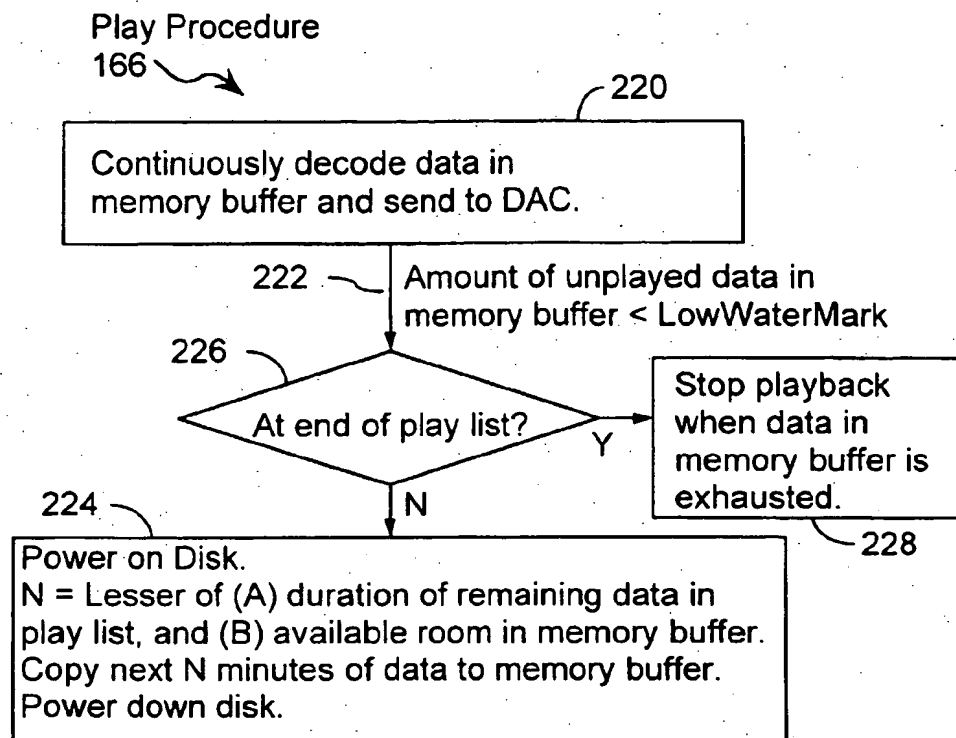 Play Procedure
166
220
Continuously decode data in
memory buffer and send to DAC.
222
Amount of unplayed data in
memory buffer < LowWaterMark
226
At end of play list?
Y
Stop playback
when data in
memory buffer is
exhausted.
228
N
224
Power on Disk.
N = Lesser of (A) duration of remaining data in
play list, and (B) available room in memory buffer.
Copy next N minutes of data to memory buffer.
Power down disk.